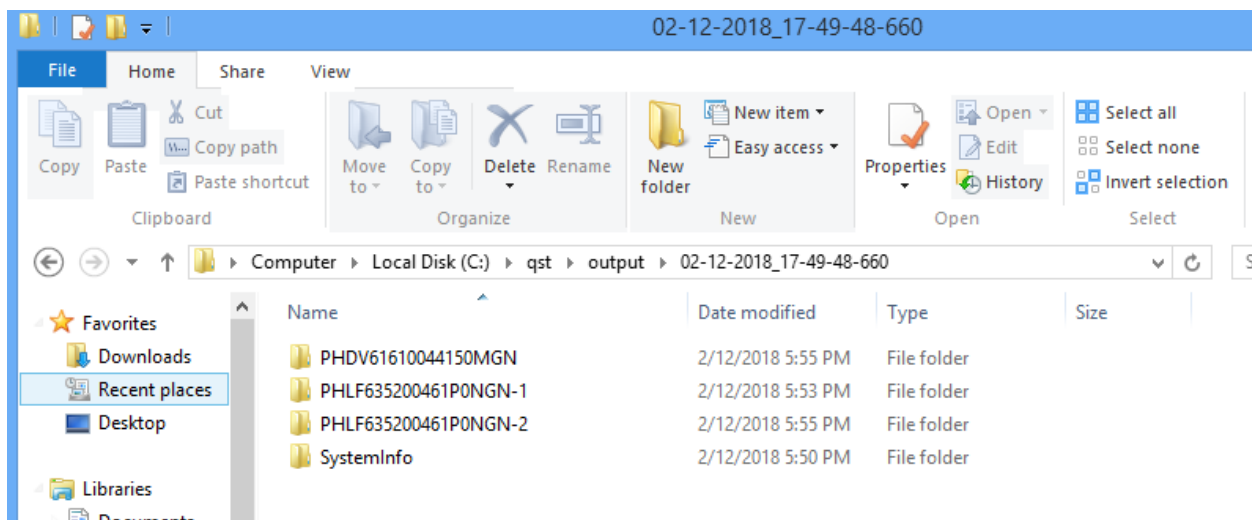 02-12-2018_17-49-48-660
File Home Share View
Copy
Paste
Cut
Copy path
Paste shortcut
Clipboard
Move to
Copy to
Delete
Rename
Organize
New folder
New item
Easy access
New
Properties
Open
Edit
History
Open
Select all
Select none
Invert selection
Select
Computer Local Disk (C:) qst output 02-12-2018_17-49-48-660
Favorites
Downloads
Recent places
Desktop
Libraries
Name Date modified Type Size
PHDV61610044150MGN 2/12/2018 5:55 PM File folder
PHLF635200461P0NGN-1 2/12/2018 5:53 PM File folder
PHLF635200461P0NGN-2 2/12/2018 5:55 PM File folder
SystemInfo 2/12/2018 5:50 PM File folder